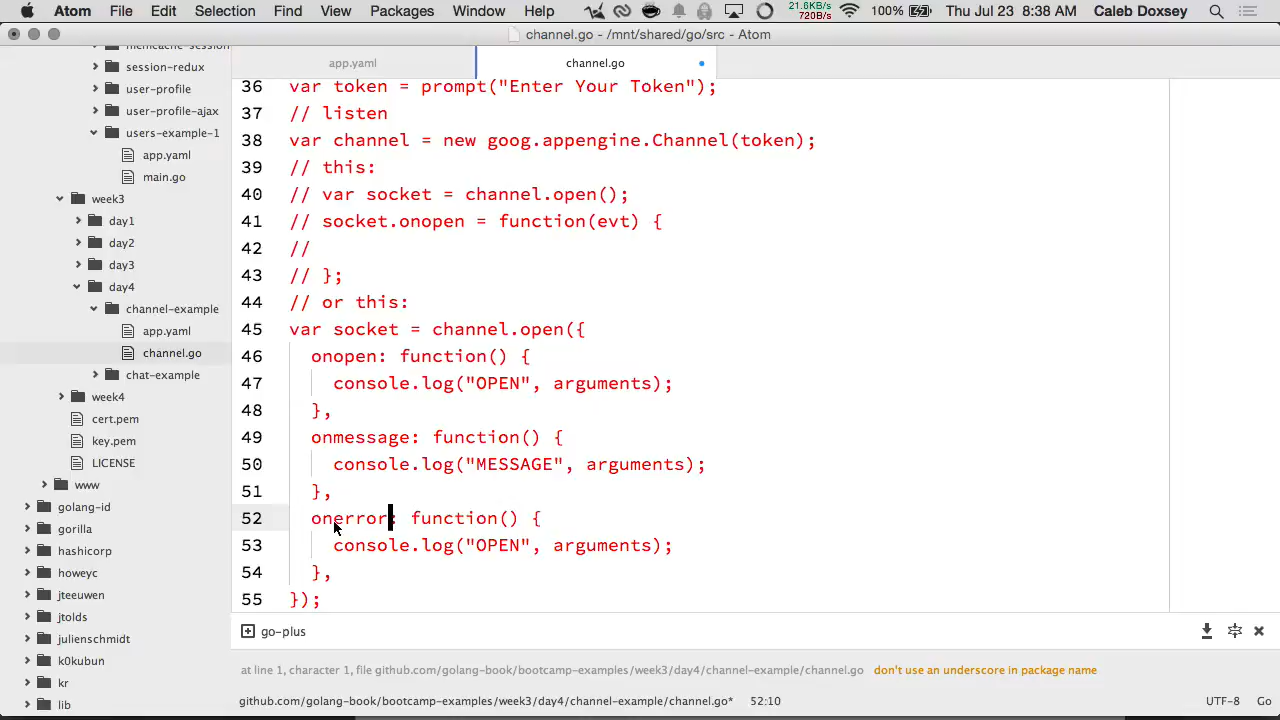 Atom File Edit Selection Find Packages Window Help 21.6KB/s 720B/s 100% Thu Jul 23 8:38 AM Caleb Doxsey
channel.go - /mnt/shared/go/src - Atom
app.yaml channel.go
memcache-session
session-redux
user-profile
user-profile-ajax
users-example-1
app.yaml
main.go
week3
day1
day2
day3
day4
channel-example
app.yaml
channel.go
chat-example
week4
cert.pem
key.pem
LICENSE
www
golang-id
gorilla
hashicorp
howeyc
jteeuwen
jtolds
julienschmidt
k0kubun
kr
lib
36 var token = prompt("Enter Your Token");
37 // listen
38 var channel = new goog.appengine.Channel(token);
39 // this:
40 // var socket = channel.open();
41 // socket.onopen = function(evt) {
42 //
43 // };
44 // or this:
45 var socket = channel.open({
46 onopen: function() {
47 console.log("OPEN", arguments);
48 },
49 onmessage: function() {
50 console.log("MESSAGE", arguments);
51 },
52 onerror: function() {
53 console.log("OPEN", arguments);
54 },
55 });
go-plus
at line 1, character 1, file github.com/golang-book/bootcamp-examples/week3/day4/channel-example/channel.go don't use an underscore in package name
github.com/golang-book/bootcamp-examples/week3/day4/channel-example/channel.go* 52:10 UTF-8 Go